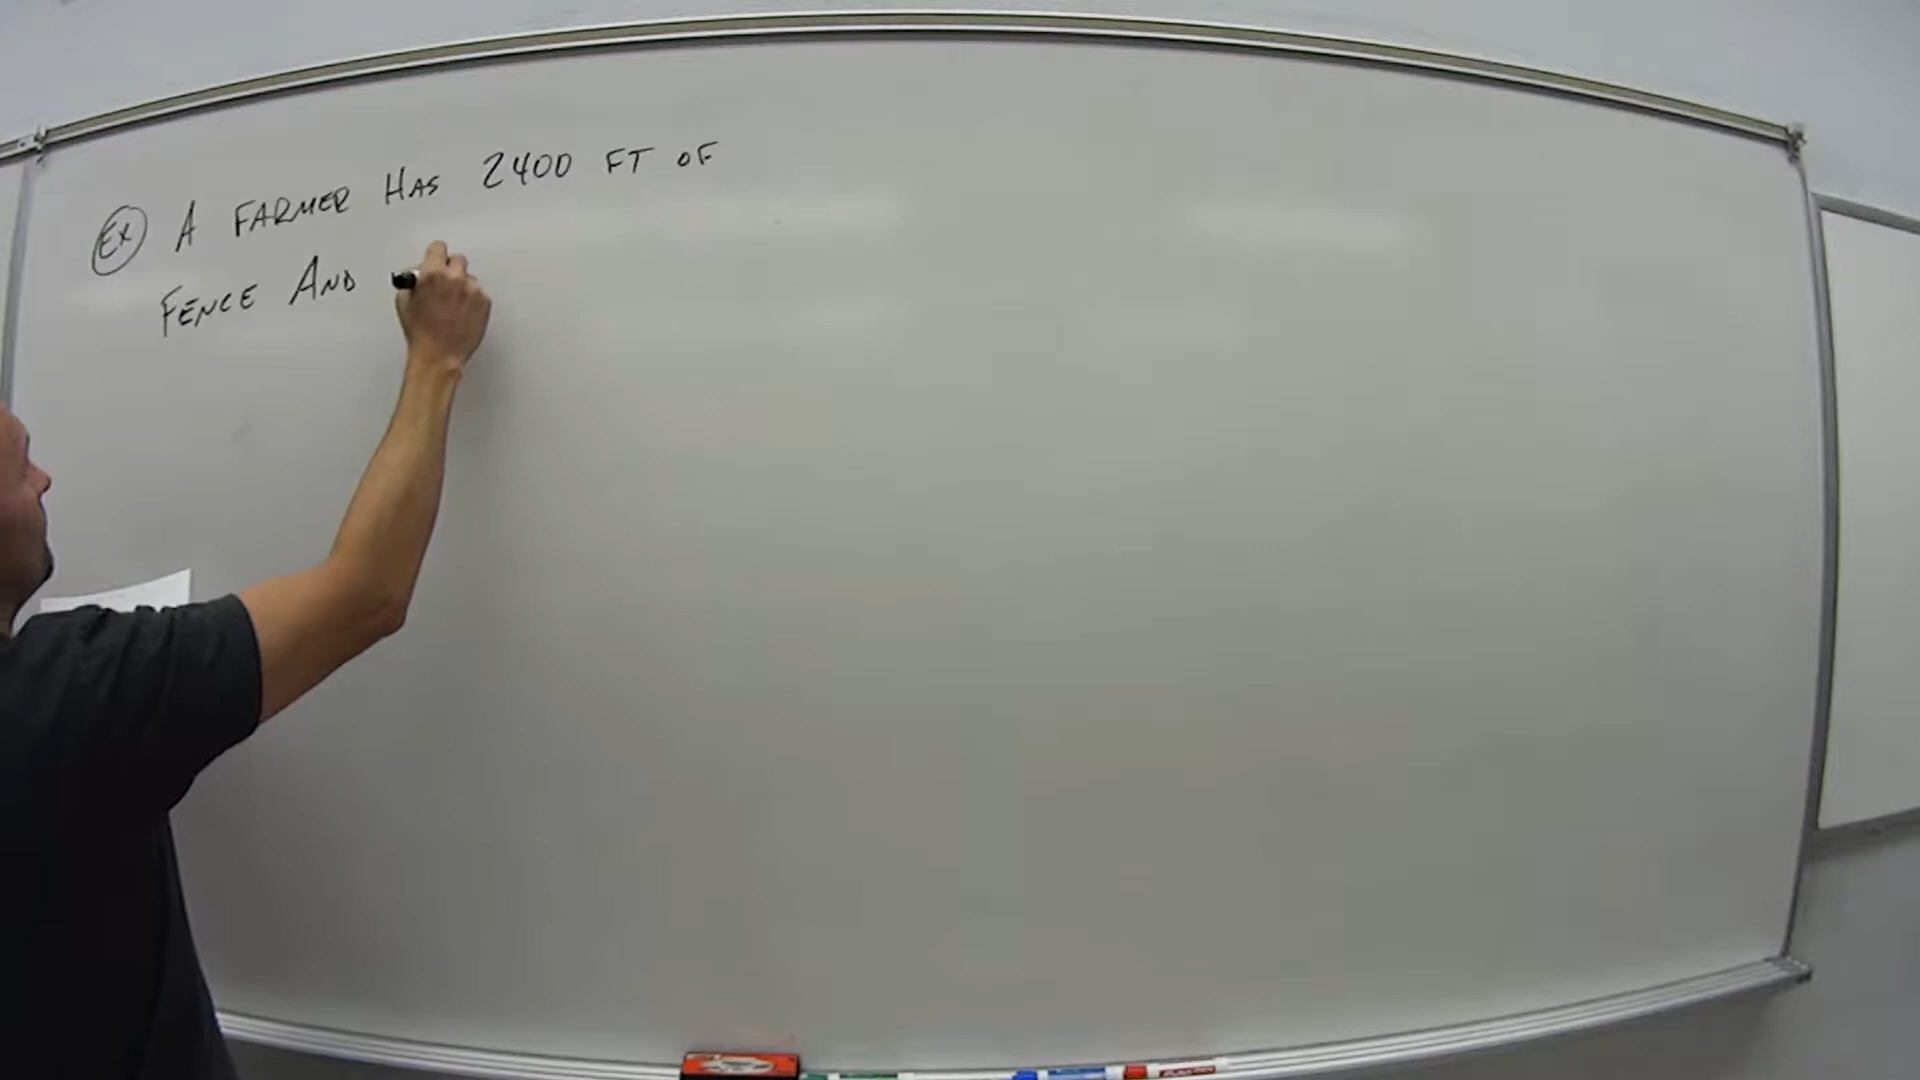 EX A FARMER HAS 2400 FT OF
FENCE AND